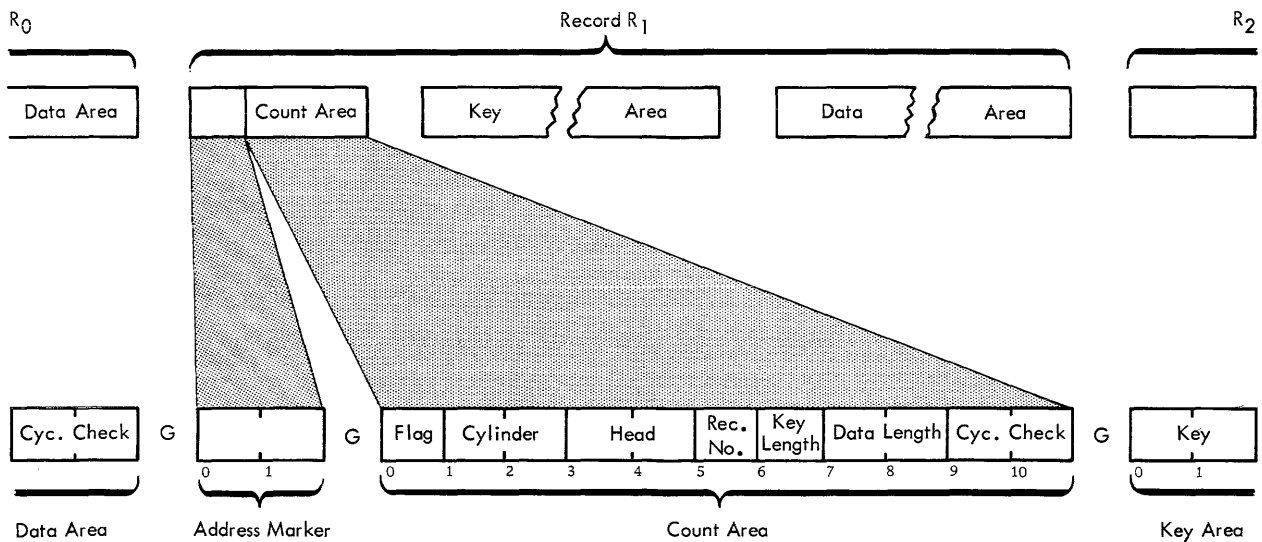 R0 Record R1 R2
Data Area Count Area Key Area Data Area
Cyc. Check G G Flag Cylinder Head Rec. No. Key Length Data Length Cyc. Check G Key
0 1 0 1 2 3 4 5 6 7 8 9 10 0 1
Data Area Address Marker Count Area Key Area